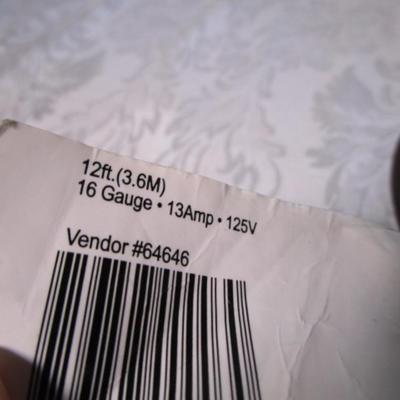 12ft.(3.6M)
16 Gauge • 13Amp • 125V
Vendor #64646